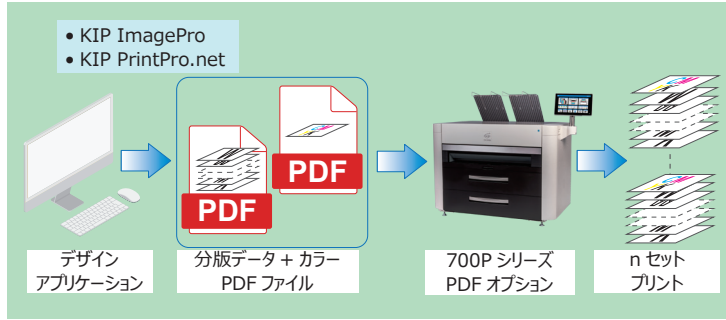 • KIP ImagePro
• KIP PrintPro.net
PDF
PDF
デザイン
アプリケーション
分版データ + カラー
PDF ファイル
700P シリーズ
PDF オプション
n セット
プリント